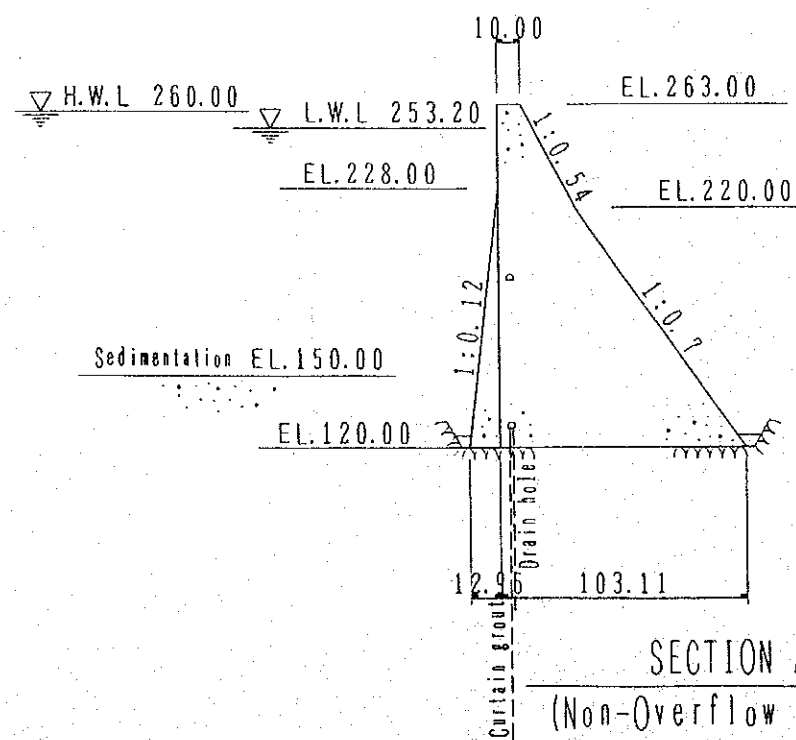 10.00
H.W.L 260.00
L.W.L 253.20
EL.263.00
1:0.54
EL.228.00
EL.220.00
1:0.12
1:0.7
Sedimentation EL.150.00
EL.120.00
Drain hole
12.96
103.11
Curtain grout
SECTION
(Non-Overflow